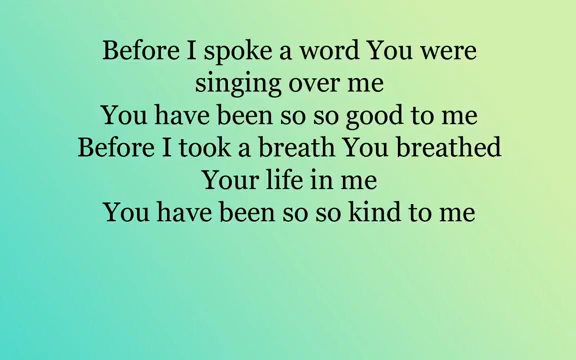 Before I spoke a word You were
singing over me
You have been so so good to me
Before I took a breath You breathed
Your life in me
You have been so so kind to me